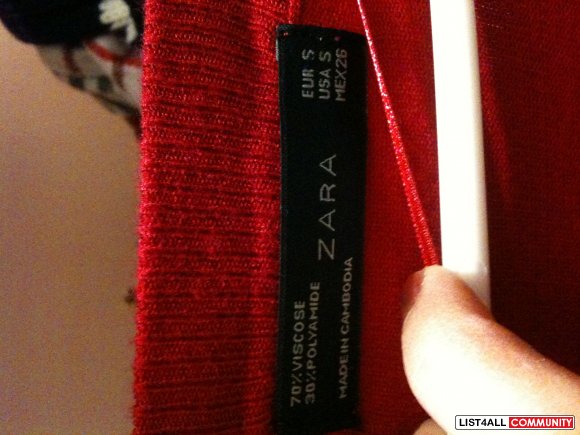 EUR S
USA S
MEX 26
ZARA
70%VISCOSE
30%POLYAMIDE
MADE IN CAMBODIA
LIST4ALL COMMUNITY